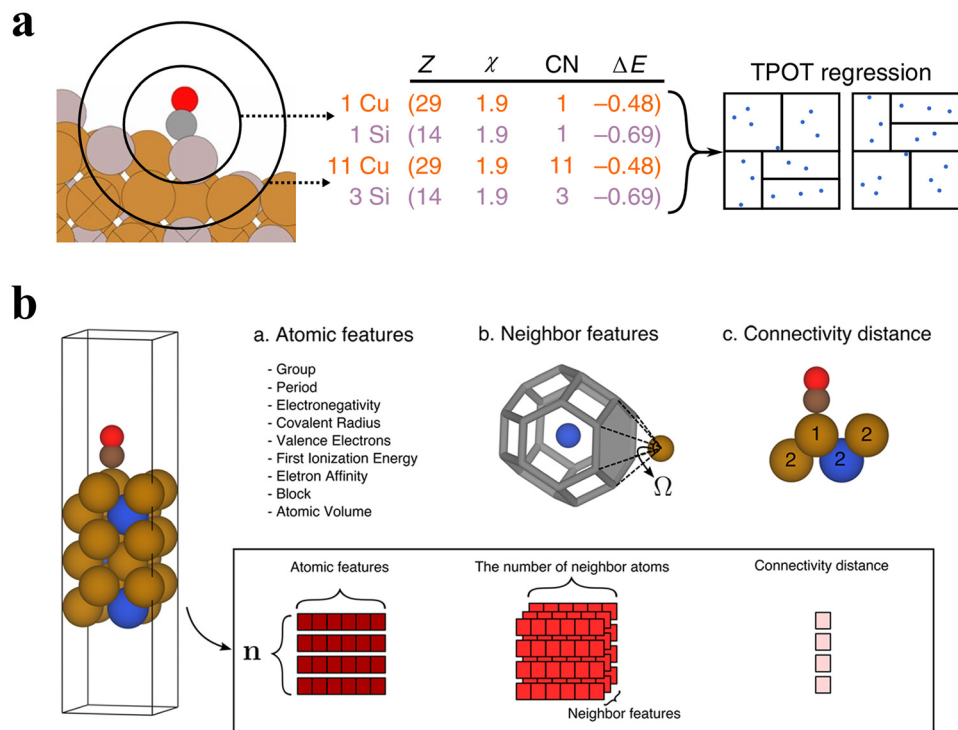 a
Z χ CN ΔE
1 Cu (29 1.9 1 −0.48)
1 Si (14 1.9 1 −0.69)
11 Cu (29 1.9 11 −0.48)
3 Si (14 1.9 3 −0.69)
TPOT regression
b
a. Atomic features
- Group
- Period
- Electronegativity
- Covalent Radius
- Valence Electrons
- First Ionization Energy
- Eletron Affinity
- Block
- Atomic Volume
b. Neighbor features
Ω
c. Connectivity distance
1
2
2
2
Atomic features
n
The number of neighbor atoms
Neighbor features
Connectivity distance